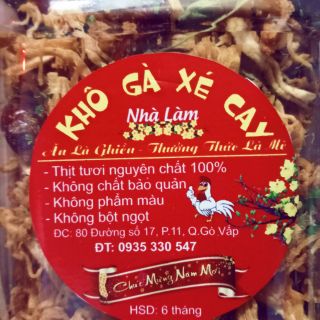 KHÔ GÀ XÉ CAY
Nhà Làm
Ăn Là Ghiền - Thưởng Thức Là Mê
- Thịt tươi nguyên chất 100%
- Không chất bảo quản
- Không phẩm màu
- Không bột ngọt
ĐC: 80 Đường số 17, P.11, Q.Gò Vấp
ĐT: 0935 330 547
Chúc Mừng Năm Mới
HSD: 6 tháng